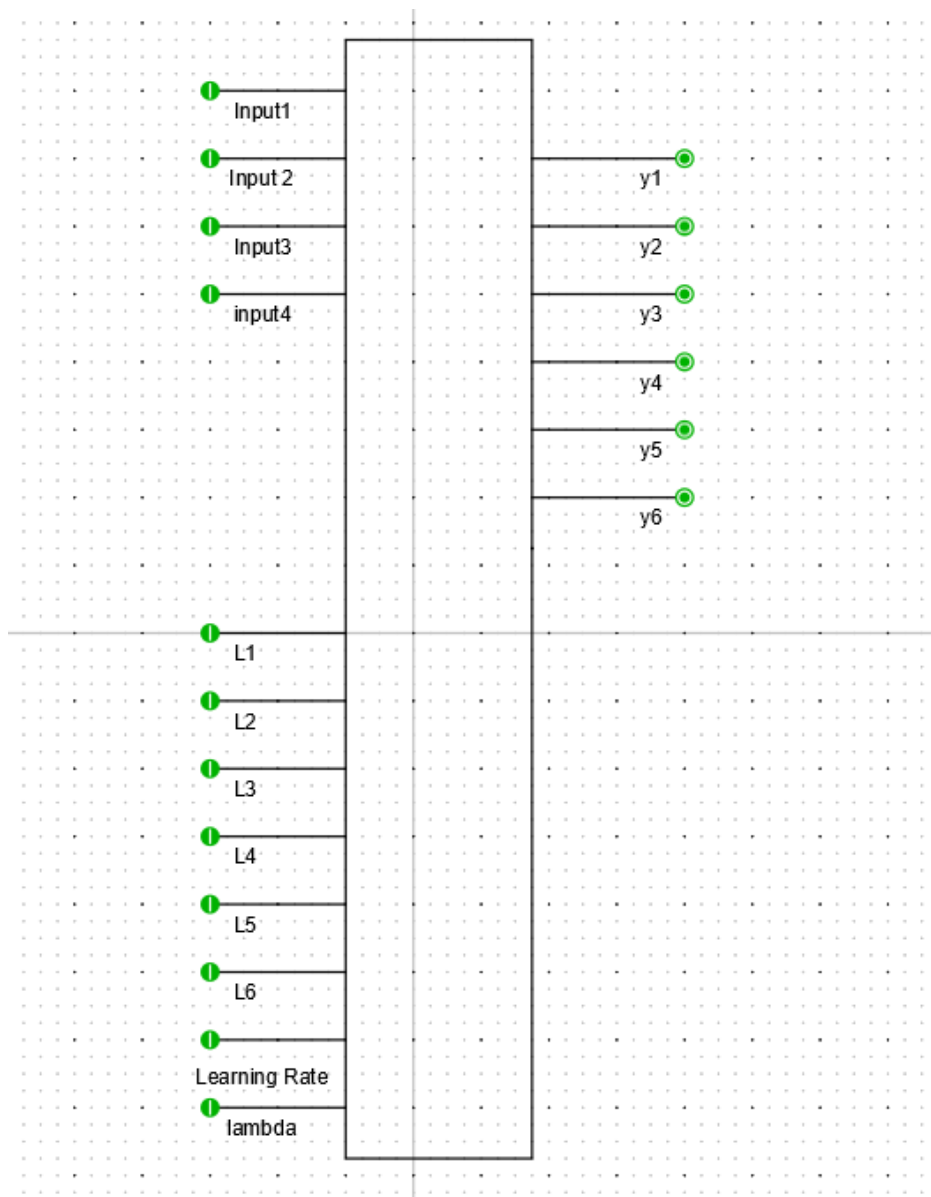 Input1
Input 2
Input3
input4
y1
y2
y3
y4
y5
y6
L1
L2
L3
L4
L5
L6
Learning Rate
lambda